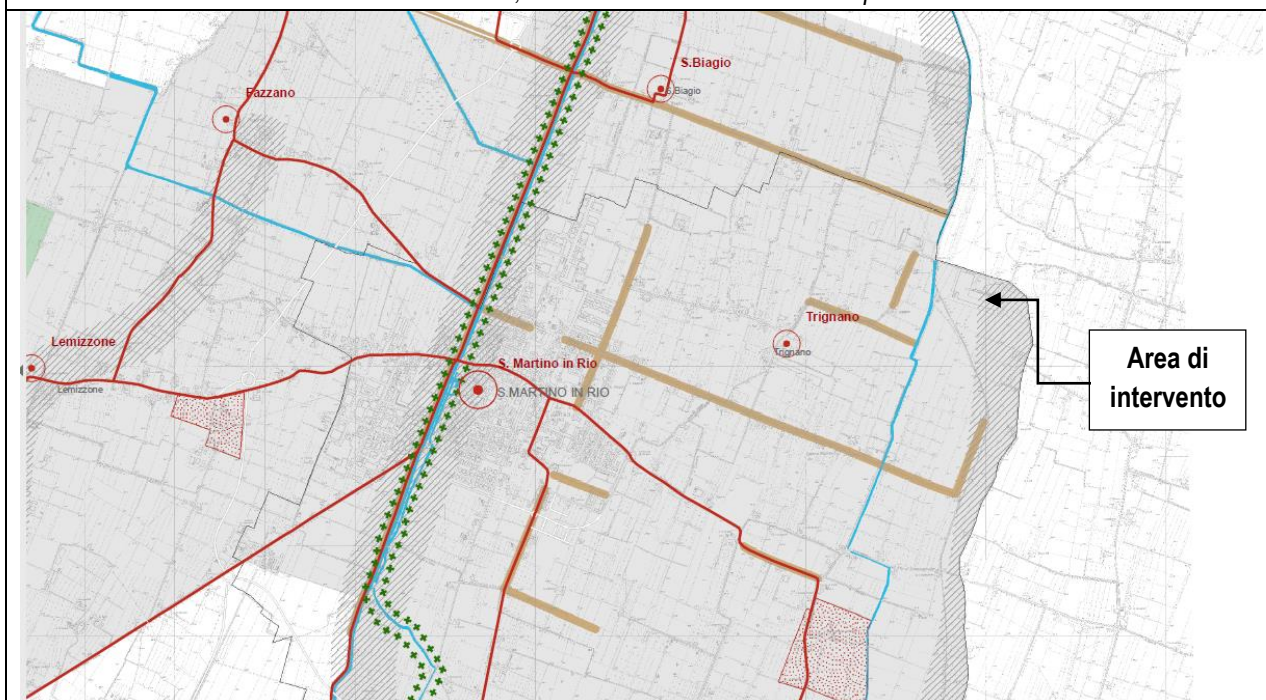 S.Biagio
S.Biagio
Fazzano
Trignano
Trignano
Lemizzone
Lemizzone
S. Martino in Rio
S.MARTINO IN RIO
Area di
intervento